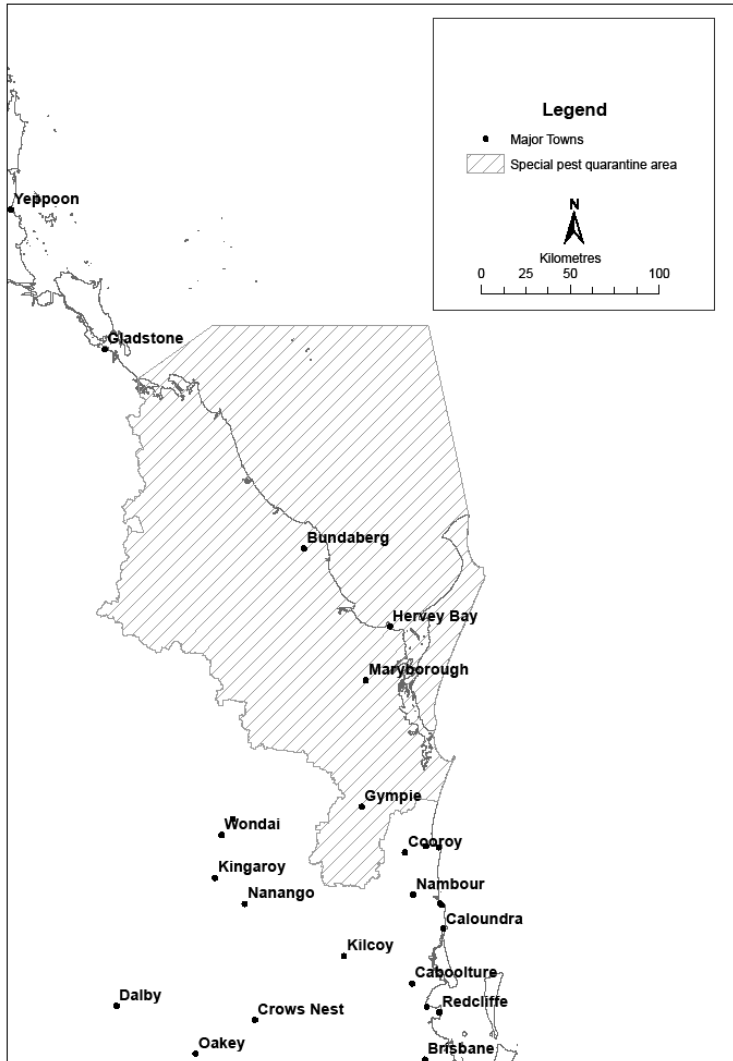 Legend
Major Towns
Special pest quarantine area
N
Kilometres
0 25 50 100
Yeppoon
Gladstone
Bundaberg
Hervey Bay
Maryborough
Gympie
Wondai
Cooroy
Kingaroy
Nambour
Nanango
Caloundra
Kilcoy
Caboolture
Dalby
Redcliffe
Crows Nest
Oakey
Brisbane